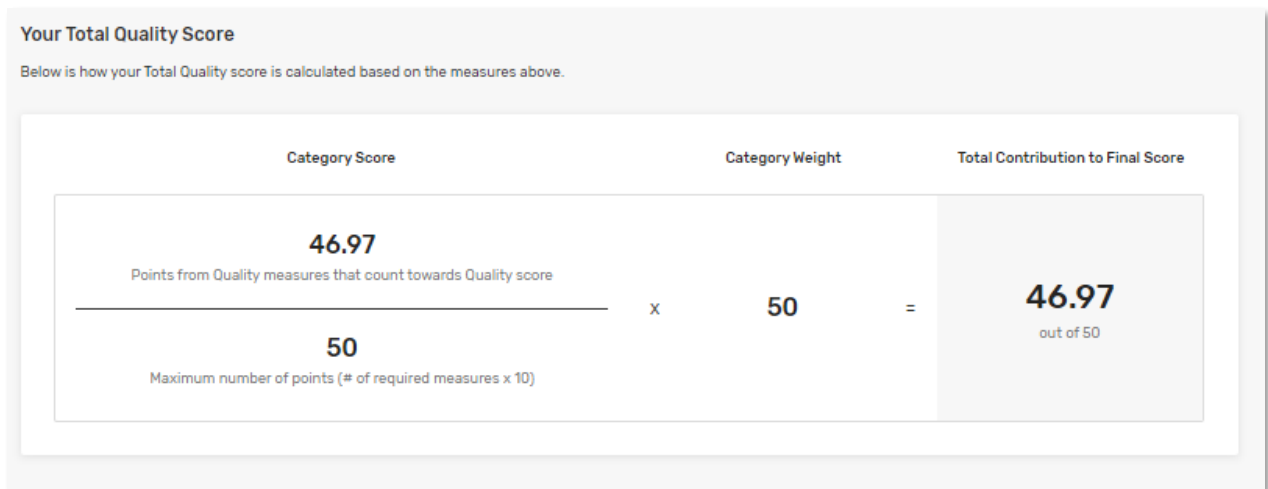 Your Total Quality Score
Below is how your Total Quality score is calculated based on the measures above.
Category Score
Category Weight
Total Contribution to Final Score
46.97
Points from Quality measures that count towards Quality score
50
Maximum number of points (# of required measures x 10)
x
50
=
46.97
out of 50